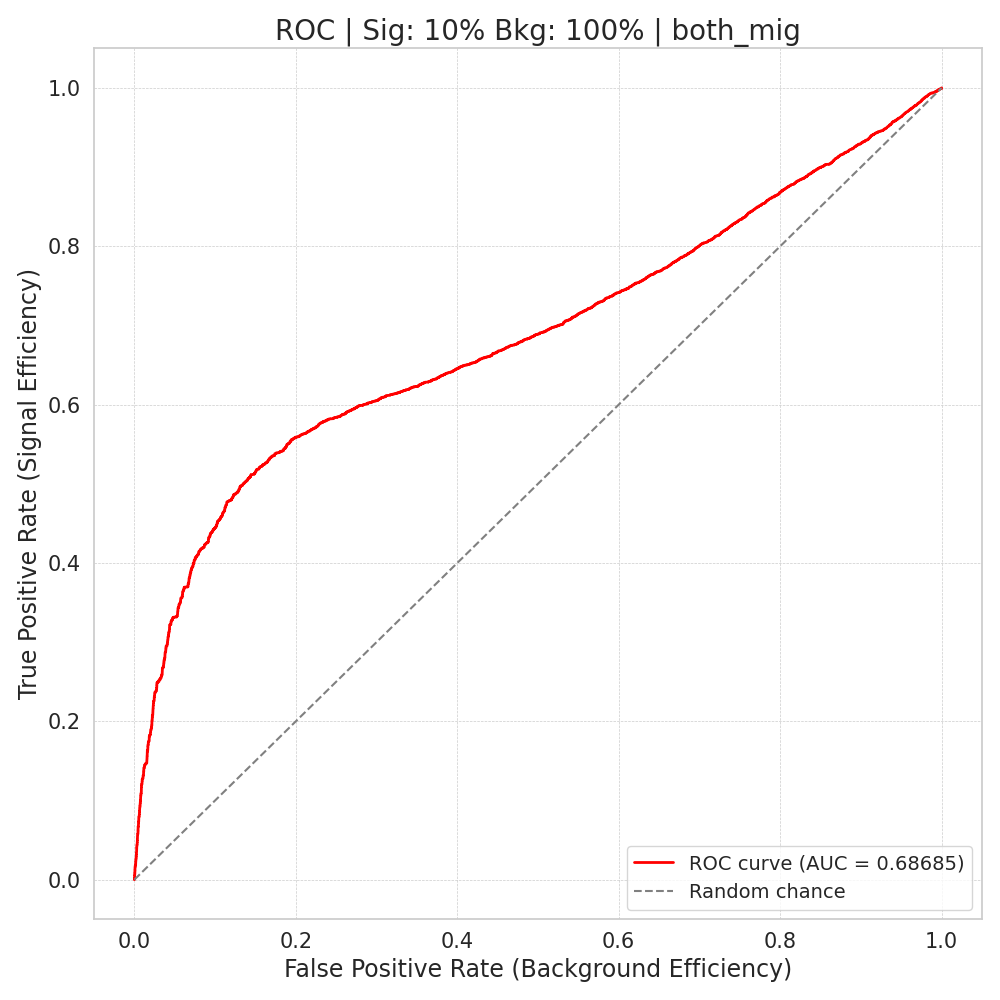 ROC | Sig: 10% Bkg: 100% | both_mig
True Positive Rate (Signal Efficiency)
1.0
0.8
0.6
0.4
0.2
0.0
ROC curve (AUC = 0.68685)
Random chance
0.0 0.2 0.4 0.6 0.8 1.0
False Positive Rate (Background Efficiency)